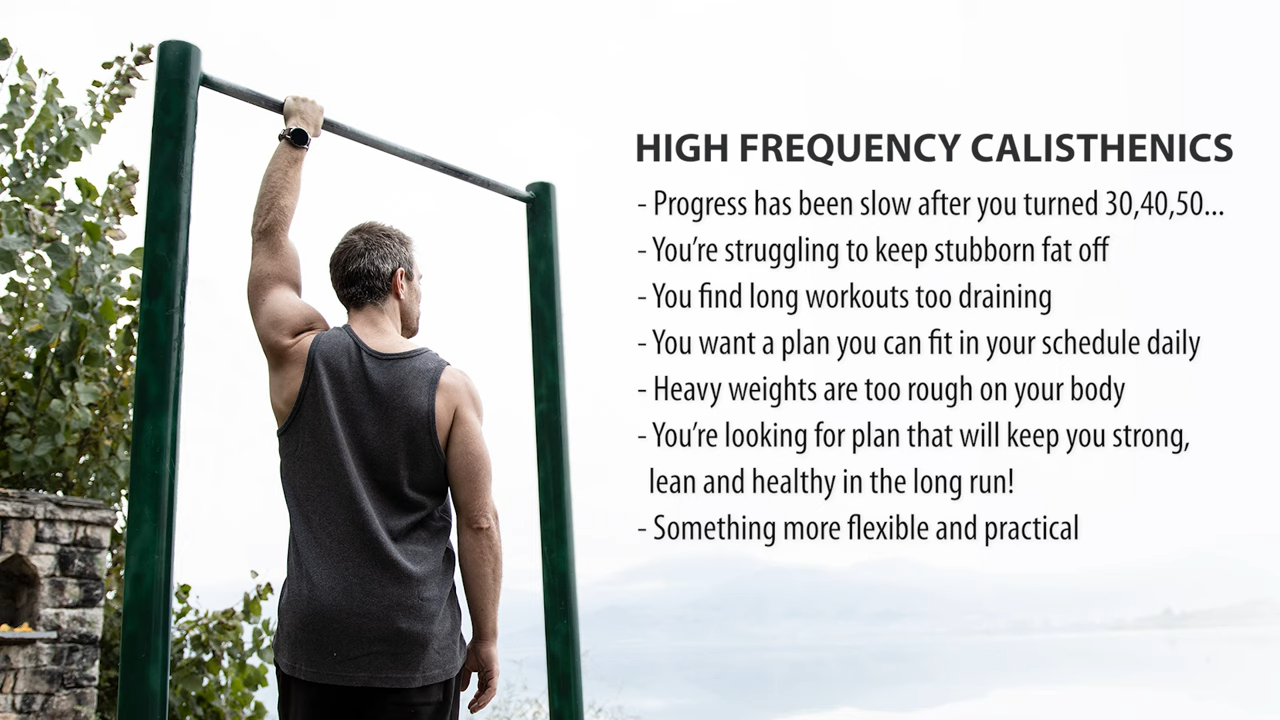 HIGH FREQUENCY CALISTHENICS
- Progress has been slow after you turned 30,40,50...
- You're struggling to keep stubborn fat off
- You find long workouts too draining
- You want a plan you can fit in your schedule daily
- Heavy weights are too rough on your body
- You're looking for plan that will keep you strong,
lean and healthy in the long run!
- Something more flexible and practical